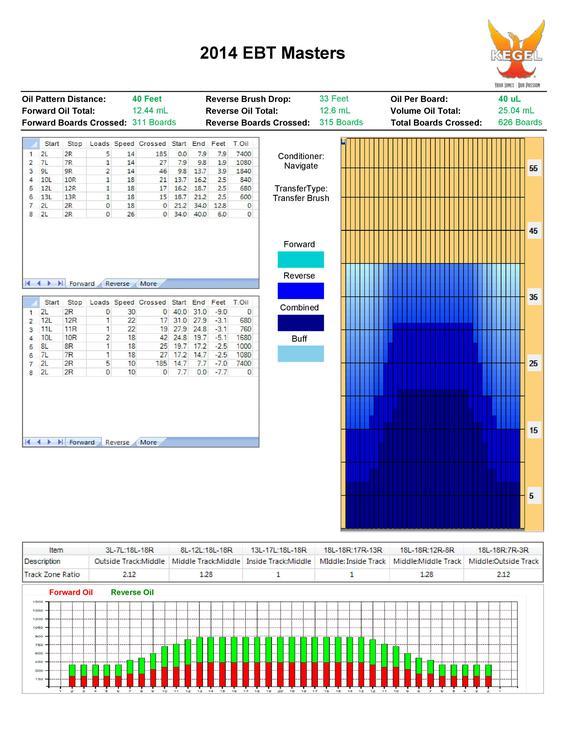 2014 EBT Masters
KEGEL
YOUR LANES · OUR PASSION
Oil Pattern Distance: 40 Feet Reverse Brush Drop: 33 Feet Oil Per Board: 40 uL
Forward Oil Total: 12.44 mL Reverse Oil Total: 12.6 mL Volume Oil Total: 25.04 mL
Forward Boards Crossed: 311 Boards Reverse Boards Crossed: 315 Boards Total Boards Crossed: 626 Boards
Start Stop Loads Speed Crossed Start End Feet T.Oil
1 2L 2R 5 14 185 0.0 7.9 7.9 7400
2 7L 7R 1 14 27 7.9 9.8 1.9 1080
3 9L 9R 2 14 46 9.8 13.7 3.9 1840
4 10L 10R 1 18 21 13.7 16.2 2.5 840
5 12L 12R 1 18 17 16.2 18.7 2.5 680
6 13L 13R 1 18 15 18.7 21.2 2.5 600
7 2L 2R 0 18 0 21.2 34.0 12.8 0
8 2L 2R 0 26 0 34.0 40.0 6.0 0
Forward Reverse More
Start Stop Loads Speed Crossed Start End Feet T.Oil
1 2L 2R 0 30 0 40.0 31.0 -9.0 0
2 12L 12R 1 22 17 31.0 27.9 -3.1 680
3 11L 11R 1 22 19 27.9 24.8 -3.1 760
4 10L 10R 2 18 42 24.8 19.7 -5.1 1680
5 8L 8R 1 18 25 19.7 17.2 -2.5 1000
6 7L 7R 1 18 27 17.2 14.7 -2.5 1080
7 2L 2R 5 10 185 14.7 7.7 -7.0 7400
8 2L 2R 0 10 0 7.7 0.0 -7.7 0
Forward Reverse More
Conditioner:
Navigate
TransferType:
Transfer Brush
Forward
Reverse
Combined
Buff
55
45
35
25
15
5
Item 3L-7L:18L-18R 8L-12L:18L-18R 13L-17L:18L-18R 18L-18R:17R-13R 18L-18R:12R-8R 18L-18R:7R-3R
Description Outside Track:Middle Middle Track:Middle Inside Track:Middle Middle:Inside Track Middle:Middle Track Middle:Outside Track
Track Zone Ratio 2.12 1.28 1 1 1.28 2.12
Forward Oil Reverse Oil